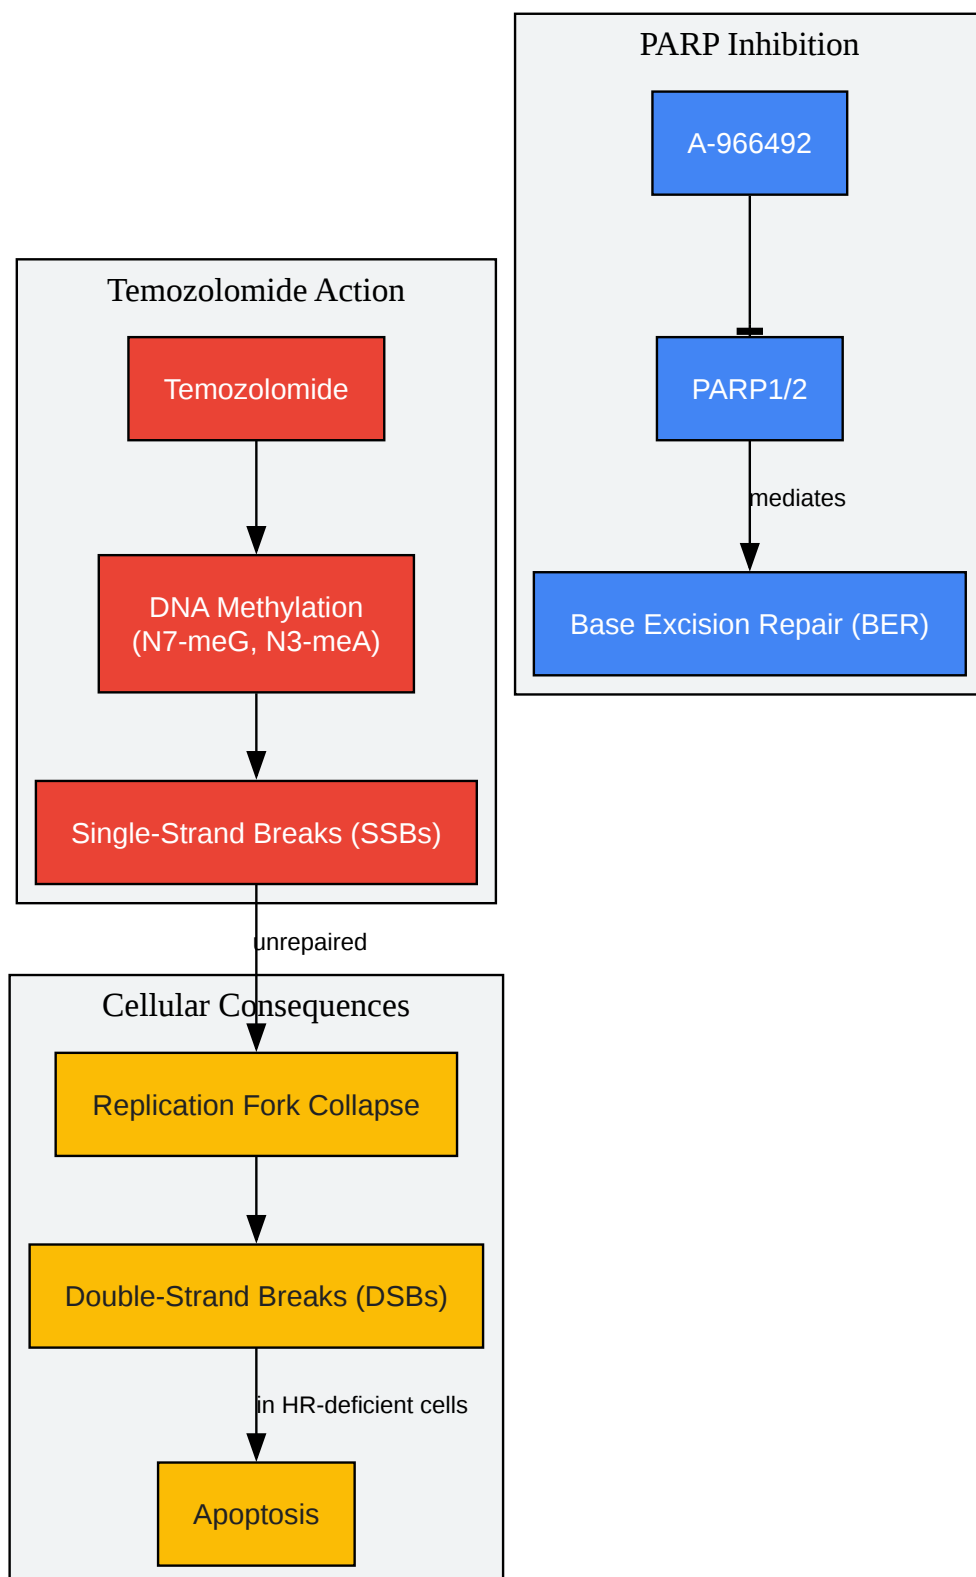 PARP Inhibition
A-966492
PARP1/2
mediates
Base Excision Repair (BER)
Temozolomide Action
Temozolomide
DNA Methylation
(N7-meG, N3-meA)
Single-Strand Breaks (SSBs)
unrepaired
Cellular Consequences
Replication Fork Collapse
Double-Strand Breaks (DSBs)
in HR-deficient cells
Apoptosis